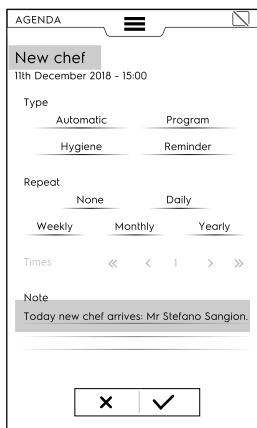 AGENDA
New chef
11th December 2018 - 15:00
Type
Automatic Program
Hygiene Reminder
Repeat
None Daily
Weekly Monthly Yearly
Times « < 1 > »
Note
Today new chef arrives: Mr Stefano Sangion.